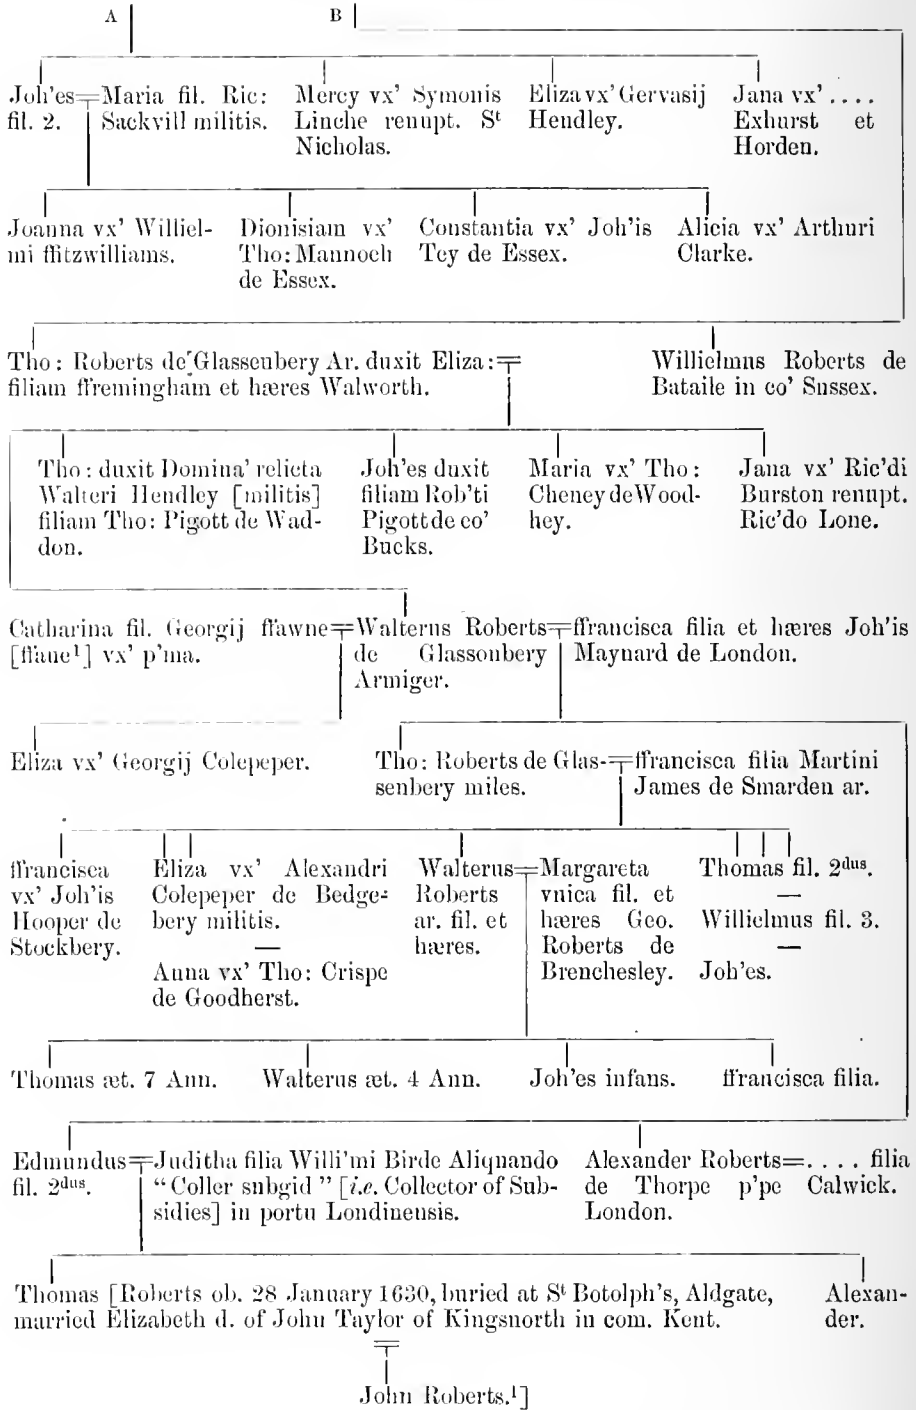 A B
Joh'es=Maria fil. Ric: Mercy vx' Symonis Eliza vx' Gervasij Jana vx' ....
fil. 2. Sackvill militis. Linche renupt. St Hendley. Exhurst et
Nicholas. Horden.
Joanna vx' Williel- Dionisiam vx' Constantia vx' Joh'is Alicia vx' Arthuri
mi ffitzwilliams. Tho: Mannoch Tey de Essex. Clarke.
de Essex.
Tho: Roberts de Glassenbery Ar. duxit Eliza:= Willielmus Roberts de
filiam ffremingham et hæres Walworth. Bataile in co' Sussex.
Tho: duxit Domina' relicta Joh'es duxit Maria vx' Tho: Jana vx' Ric'di
Walteri Hendley [militis] filiam Rob'ti Cheney de Wood- Burston renupt.
filiam Tho: Pigott de Wad- Pigott de co' hey. Ric'do Lone.
don. Bucks.
Catharina fil. Georgij ffawne=Walterus Roberts=ffrancisca filia et hæres Joh'is
[ffane¹] vx' p'ma. de Glassonbery Maynard de London.
Armiger.
Eliza vx' Georgij Colepeper. Tho: Roberts de Glas-=ffrancisca filia Martini
senbery miles. James de Smarden ar.
ffrancisca Eliza vx' Alexandri Walterus=Margareta Thomas fil. 2dus.
vx' Joh'is Colepeper de Bedge- Roberts vnica fil. et —
Hooper de bery militis. ar. fil. et hæres Geo. Willielmus fil. 3.
Stockbery. — hæres. Roberts de —
Anna vx' Tho: Crispe Brenchesley. Joh'es.
de Goodherst.
Thomas æt. 7 Ann. Walterus æt. 4 Ann. Joh'es infans. ffrancisca filia.
Edmundus=Juditha filia Willi'mi Birde Aliquando Alexander Roberts=.... filia
fil. 2dus. "Coller subgid" [i.e. Collector of Sub- de Thorpe p'pe Calwick.
sidies] in portu Londinensis. London.
Thomas [Roberts ob. 28 January 1630, buried at St Botolph's, Aldgate, Alexan-
married Elizabeth d. of John Taylor of Kingsnorth in com. Kent. der.
=
John Roberts.¹]